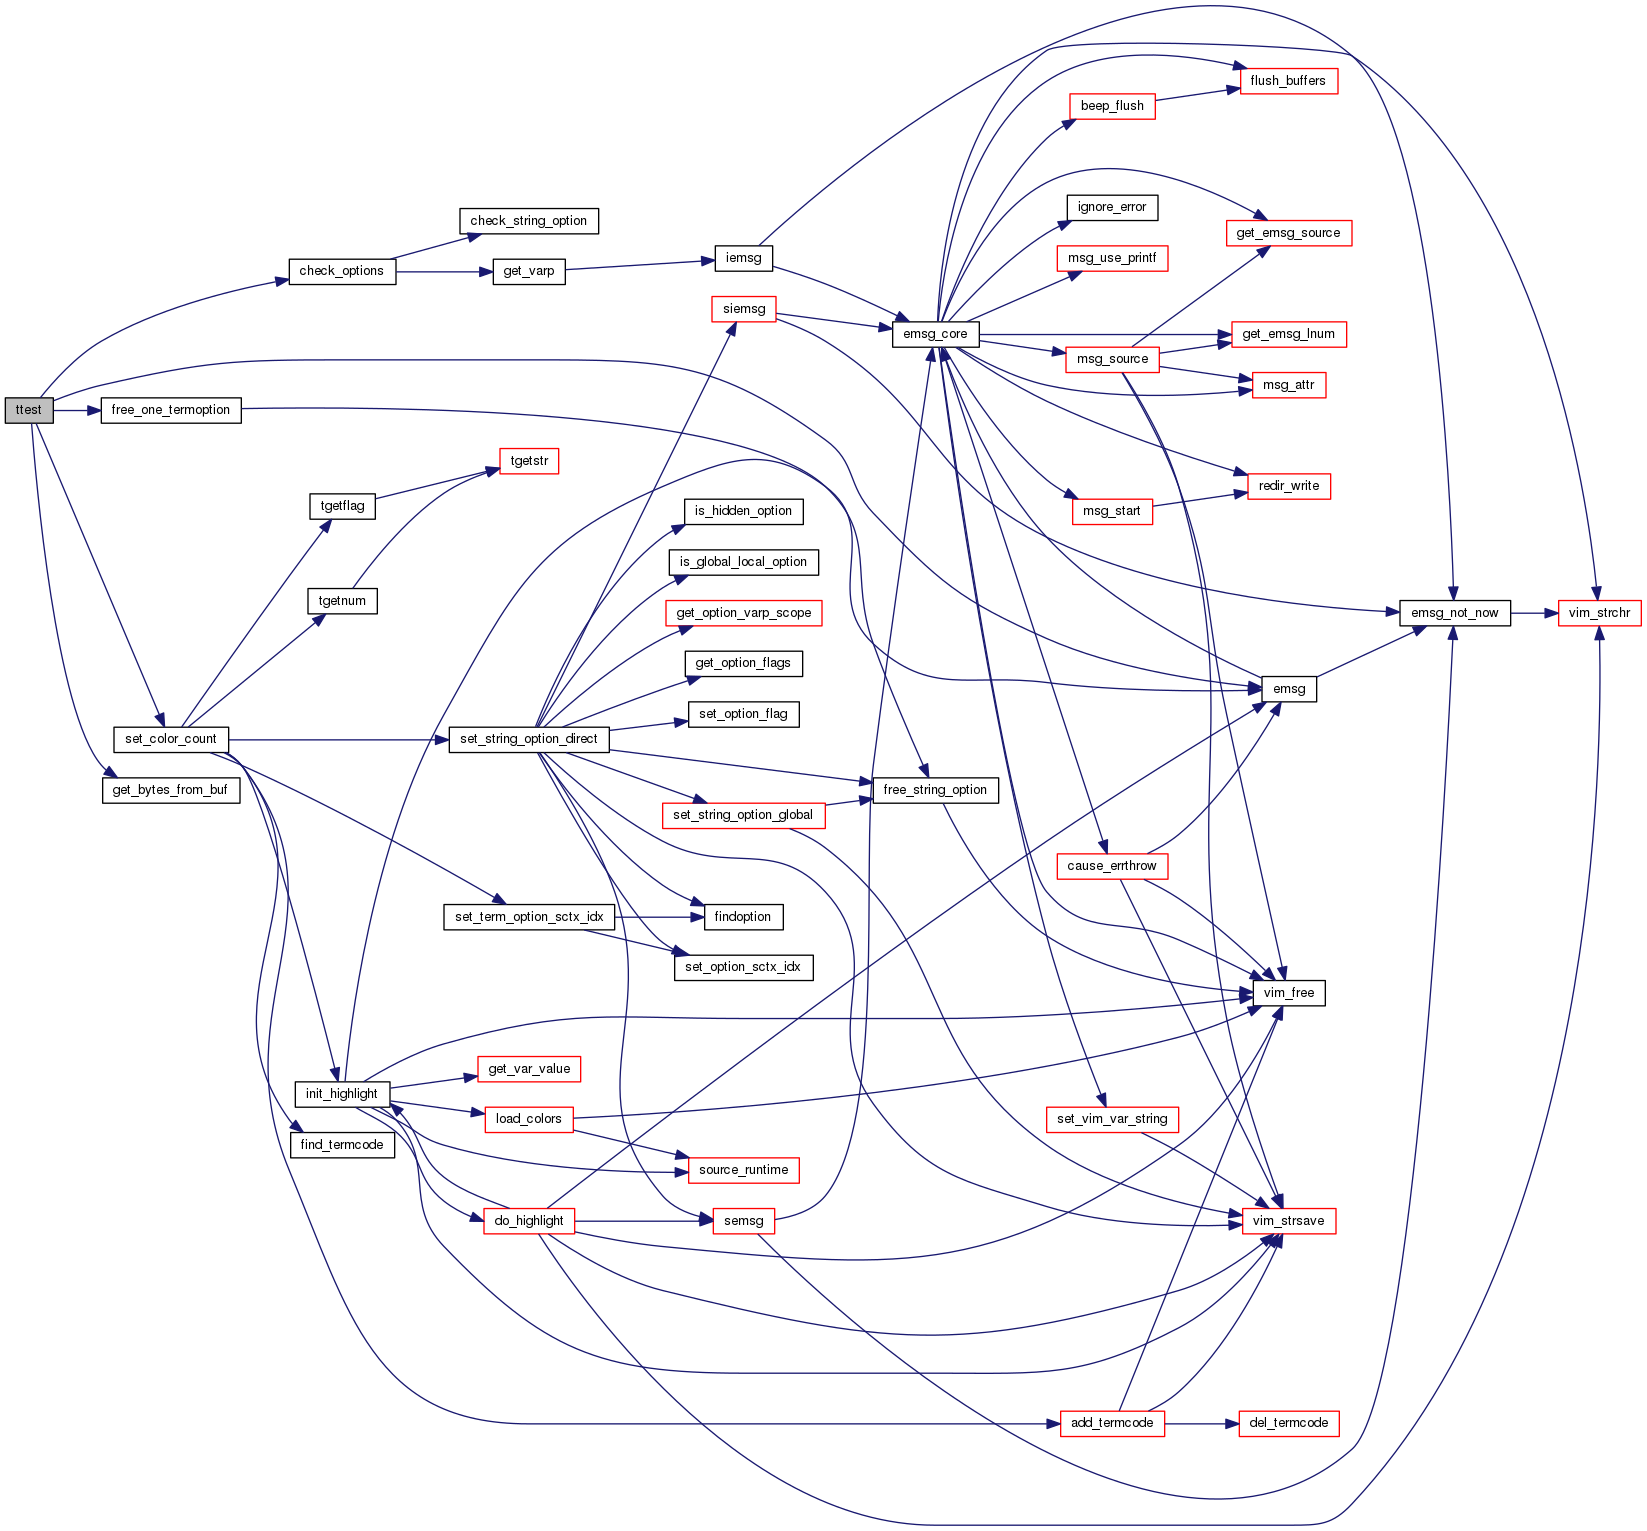 ttest
check_options
free_one_termoption
set_color_count
get_bytes_from_buf
check_string_option
get_varp
tgetflag
tgetnum
tgetstr
set_string_option_direct
set_term_option_sctx_idx
init_highlight
find_termcode
get_var_value
load_colors
do_highlight
iemsg
siemsg
is_hidden_option
is_global_local_option
get_option_varp_scope
get_option_flags
set_option_flag
set_string_option_global
findoption
set_option_sctx_idx
source_runtime
semsg
emsg_core
free_string_option
beep_flush
ignore_error
msg_use_printf
msg_source
msg_start
cause_errthrow
set_vim_var_string
add_termcode
flush_buffers
get_emsg_source
get_emsg_lnum
msg_attr
redir_write
emsg
vim_free
vim_strsave
del_termcode
emsg_not_now
vim_strchr